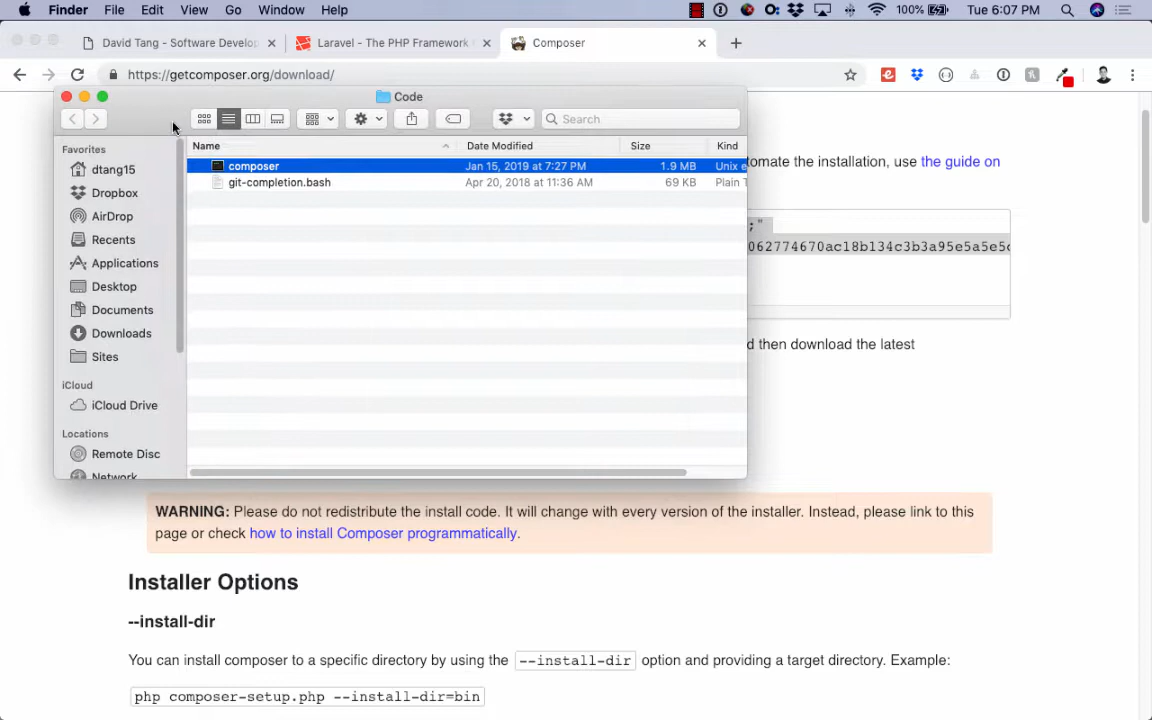 Finder File Edit View Go Window Help 100% Tue 6:07 PM
David Tang - Software Develop Laravel - The PHP Framework Composer
https://getcomposer.org/download/
Code
Search
Favorites
dtang15
Dropbox
AirDrop
Recents
Applications
Desktop
Documents
Downloads
Sites
iCloud
iCloud Drive
Locations
Remote Disc
Network
Name Date Modified Size Kind
composer Jan 15, 2019 at 7:27 PM 1.9 MB Unix e
git-completion.bash Apr 20, 2018 at 11:36 AM 69 KB Plain T
tomate the installation, use the guide on
;"
062774670ac18b134c3b3a95e5a5e5
d then download the latest
WARNING: Please do not redistribute the install code. It will change with every version of the installer. Instead, please link to this
page or check how to install Composer programmatically.
Installer Options
--install-dir
You can install composer to a specific directory by using the --install-dir option and providing a target directory. Example:
php composer-setup.php --install-dir=bin